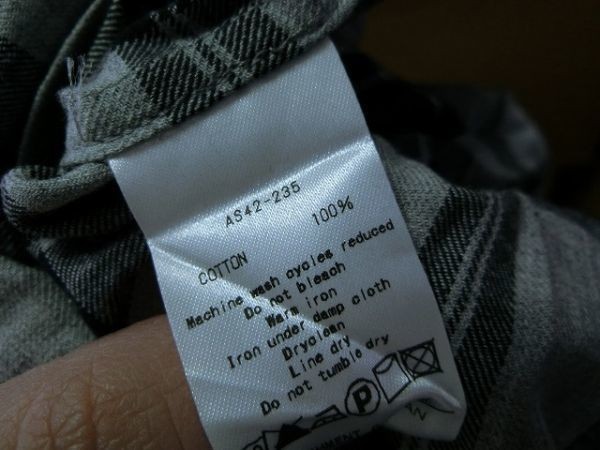 AS42-235
COTTON 100%
Machine wash cycles reduced
Do not bleach
Warm iron
Iron under damp cloth
Dryclean
Line dry
Do not tumble dry
P